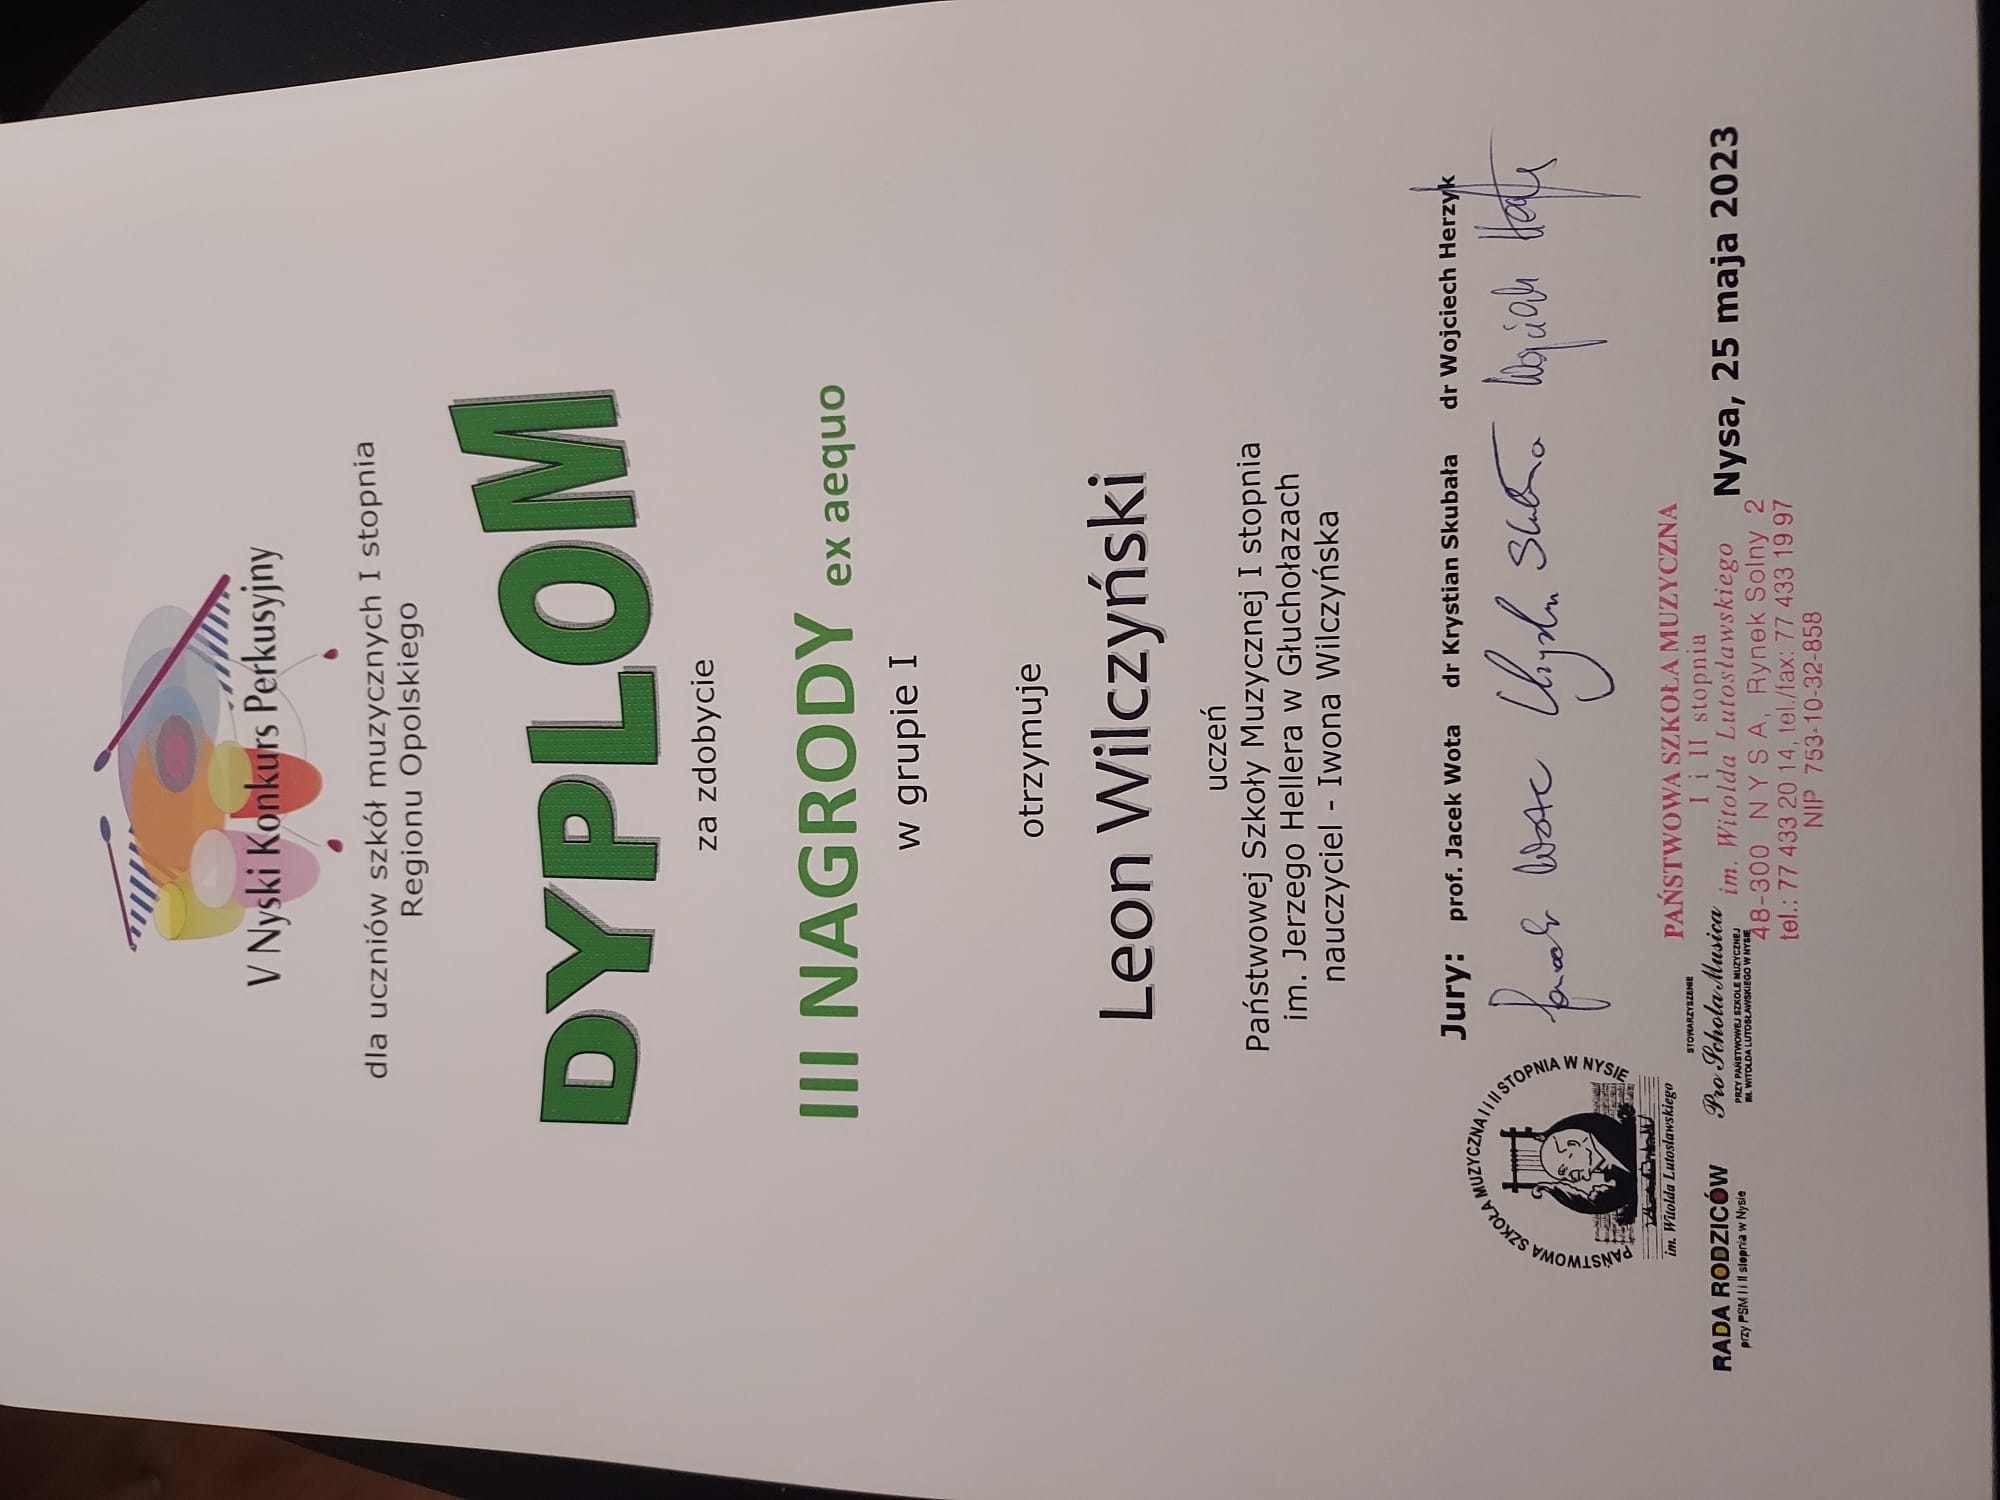 V Nyski Konkurs Perkusyjny
dla uczniów szkół muzycznych I stopnia
Regionu Opolskiego
DYPLOM
za zdobycie
III NAGRODY ex aequo
w grupie I
otrzymuje
Leon Wilczyński
uczeń
Państwowej Szkoły Muzycznej I stopnia
im. Jerzego Hellera w Głuchołazach
nauczyciel - Iwona Wilczyńska
Jury: prof. Jacek Wota dr Krystian Skubała dr Wojciech Herzyk
PAŃSTWOWA SZKOŁA MUZYCZNA I i II STOPNIA W NYSIE
im. Witolda Lutosławskiego
RADA RODZICÓW
przy PSM I i II stopnia w Nysie
STOWARZYSZENIE
Pro Schola Musica
PRZY PAŃSTWOWEJ SZKOLE MUZYCZNEJ
IM. WITOLDA LUTOSŁAWSKIEGO W NYSIE
PAŃSTWOWA SZKOŁA MUZYCZNA
I i II stopnia
im. Witolda Lutosławskiego
48-300 N Y S A, Rynek Solny 2
tel.: 77 433 20 14, tel./fax: 77 433 19 97
NIP 753-10-32-858
Nysa, 25 maja 2023